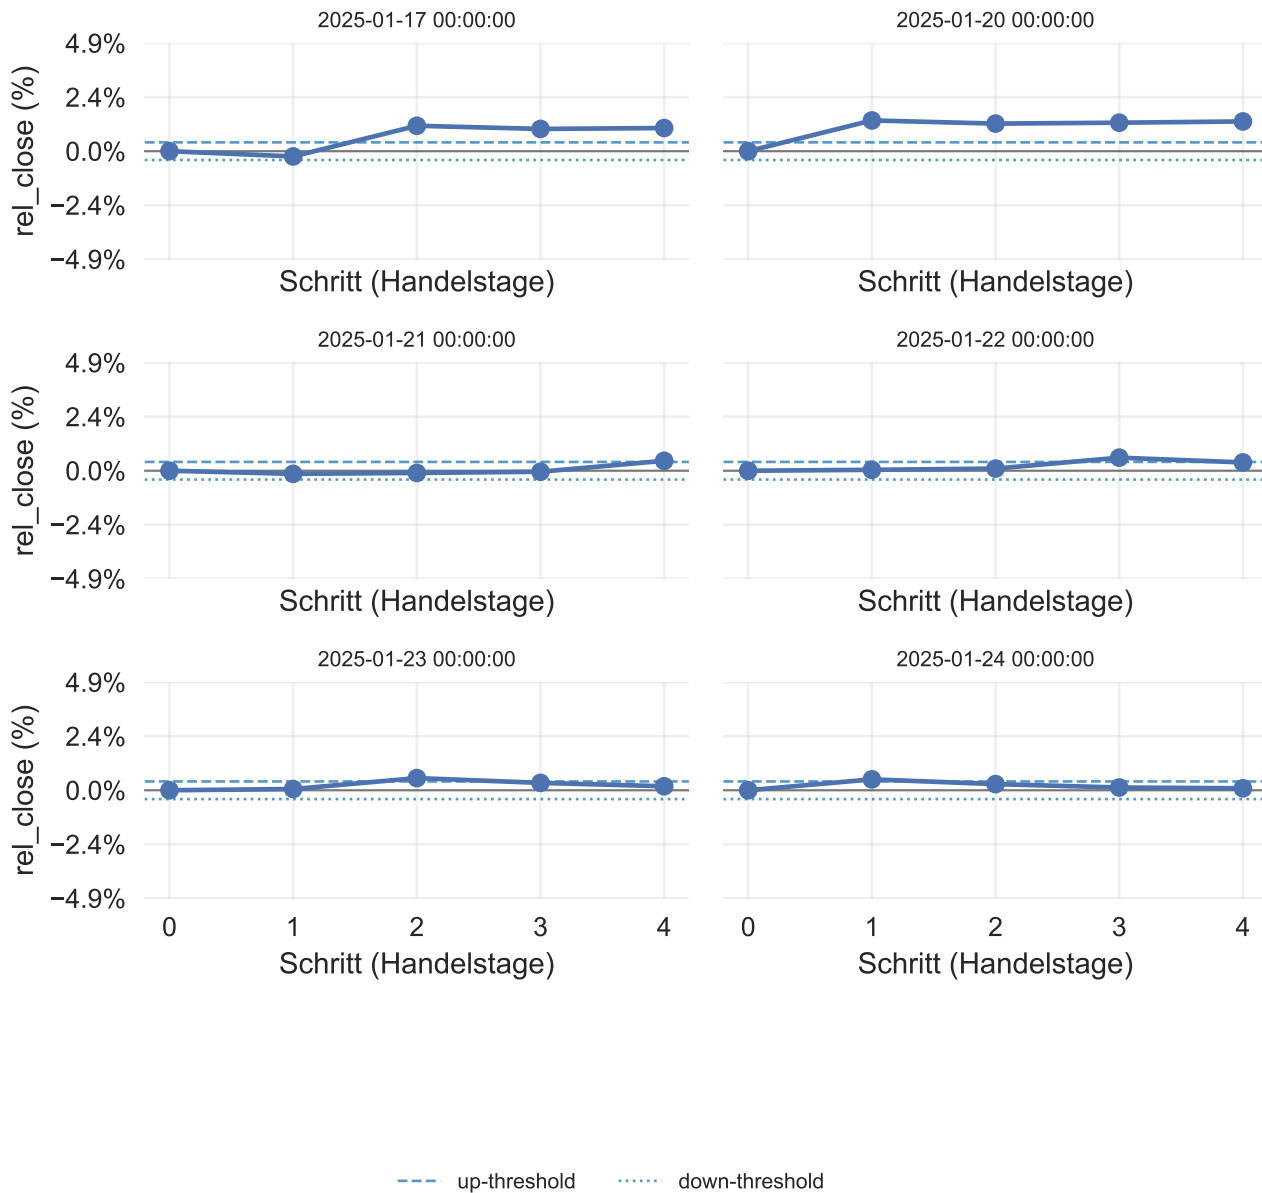 2025-01-17 00:00:00
2025-01-20 00:00:00
4.9%
2.4%
0.0%
−2.4%
−4.9%
rel_close (%)
Schritt (Handelstage)
Schritt (Handelstage)
2025-01-21 00:00:00
2025-01-22 00:00:00
4.9%
2.4%
0.0%
−2.4%
−4.9%
rel_close (%)
Schritt (Handelstage)
Schritt (Handelstage)
2025-01-23 00:00:00
2025-01-24 00:00:00
4.9%
2.4%
0.0%
−2.4%
−4.9%
rel_close (%)
0 1 2 3 4
0 1 2 3 4
Schritt (Handelstage)
Schritt (Handelstage)
up-threshold
down-threshold